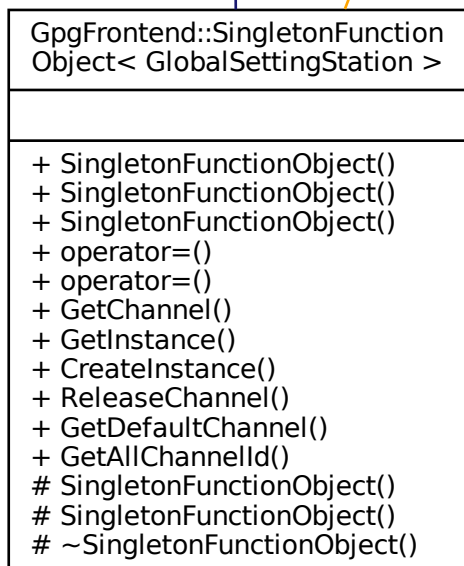 GpgFrontend::SingletonFunction
Object< GlobalSettingStation >
+ SingletonFunctionObject()
+ SingletonFunctionObject()
+ SingletonFunctionObject()
+ operator=()
+ operator=()
+ GetChannel()
+ GetInstance()
+ CreateInstance()
+ ReleaseChannel()
+ GetDefaultChannel()
+ GetAllChannelId()
# SingletonFunctionObject()
# SingletonFunctionObject()
# ~SingletonFunctionObject()